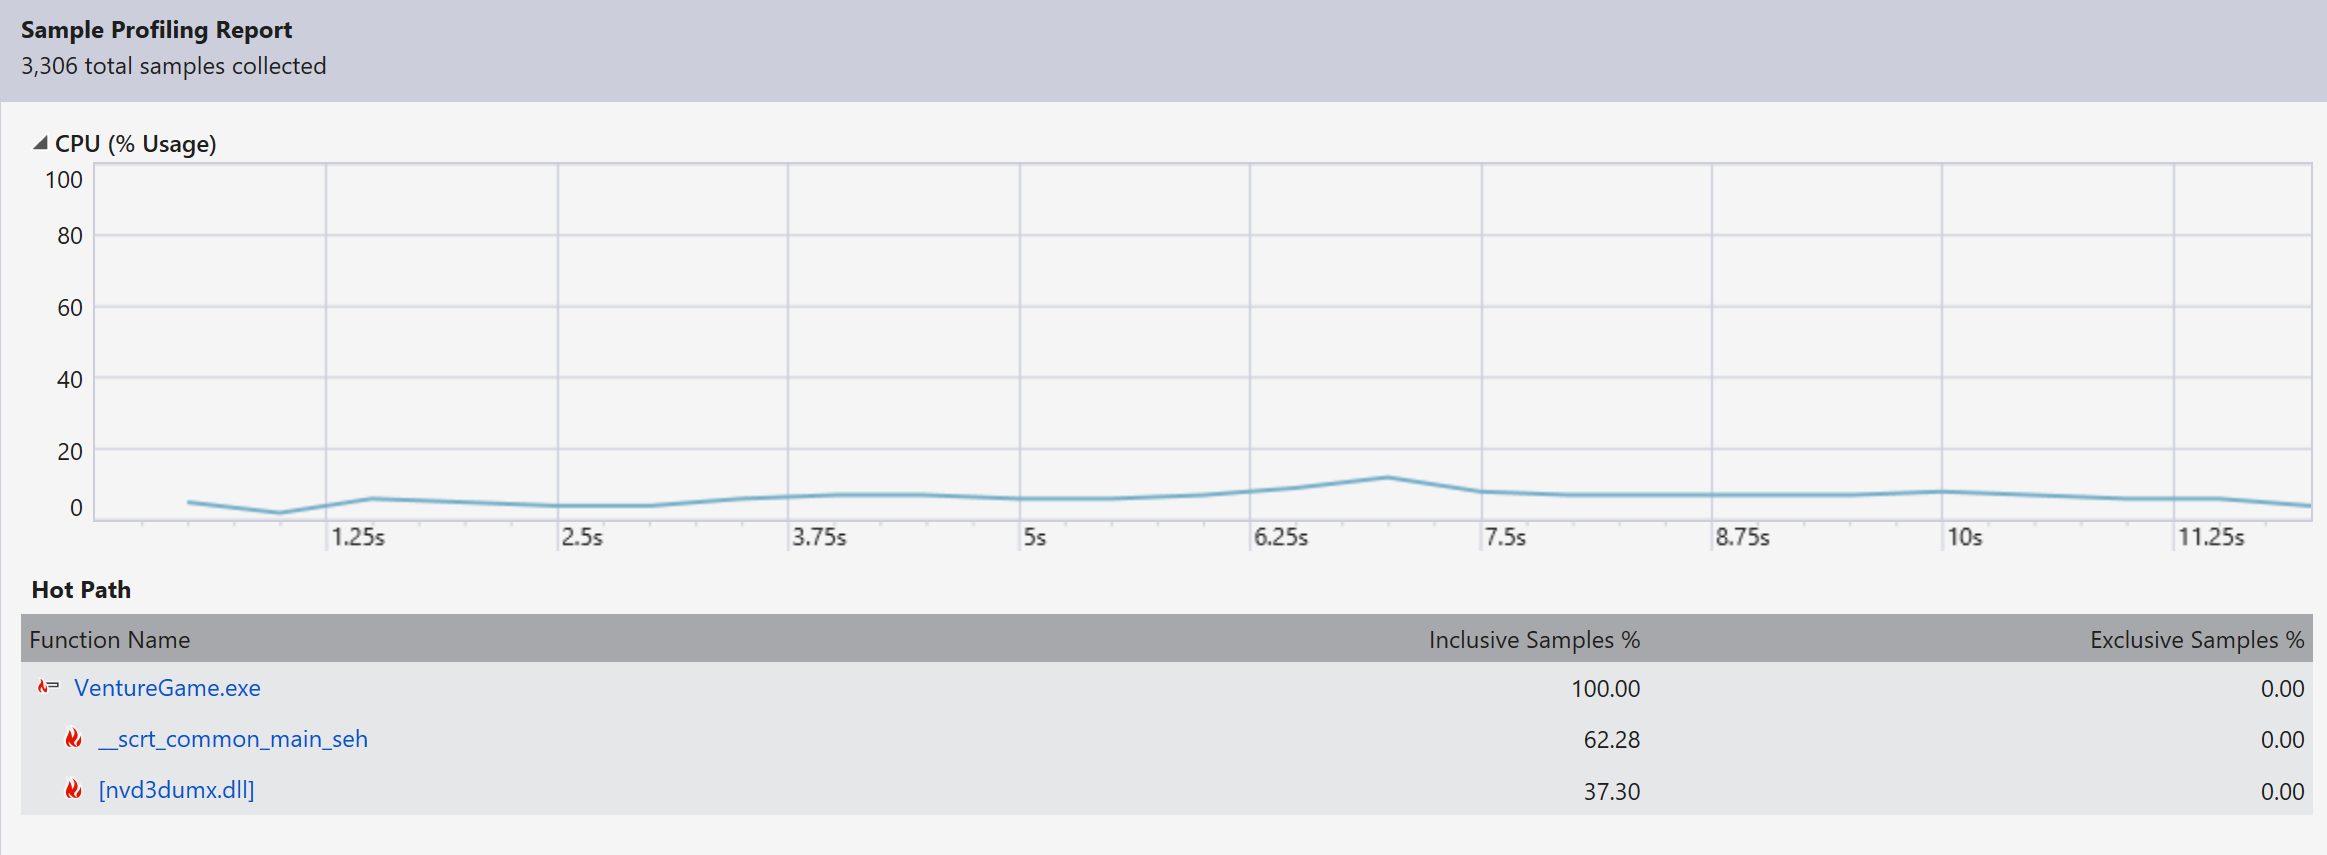 Sample Profiling Report
3,306 total samples collected
CPU (% Usage)
100
80
60
40
20
0
1.25s 2.5s 3.75s 5s 6.25s 7.5s 8.75s 10s 11.25s
Hot Path
Function Name Inclusive Samples % Exclusive Samples %
VentureGame.exe 100.00 0.00
__scrt_common_main_seh 62.28 0.00
[nvd3dumx.dll] 37.30 0.00